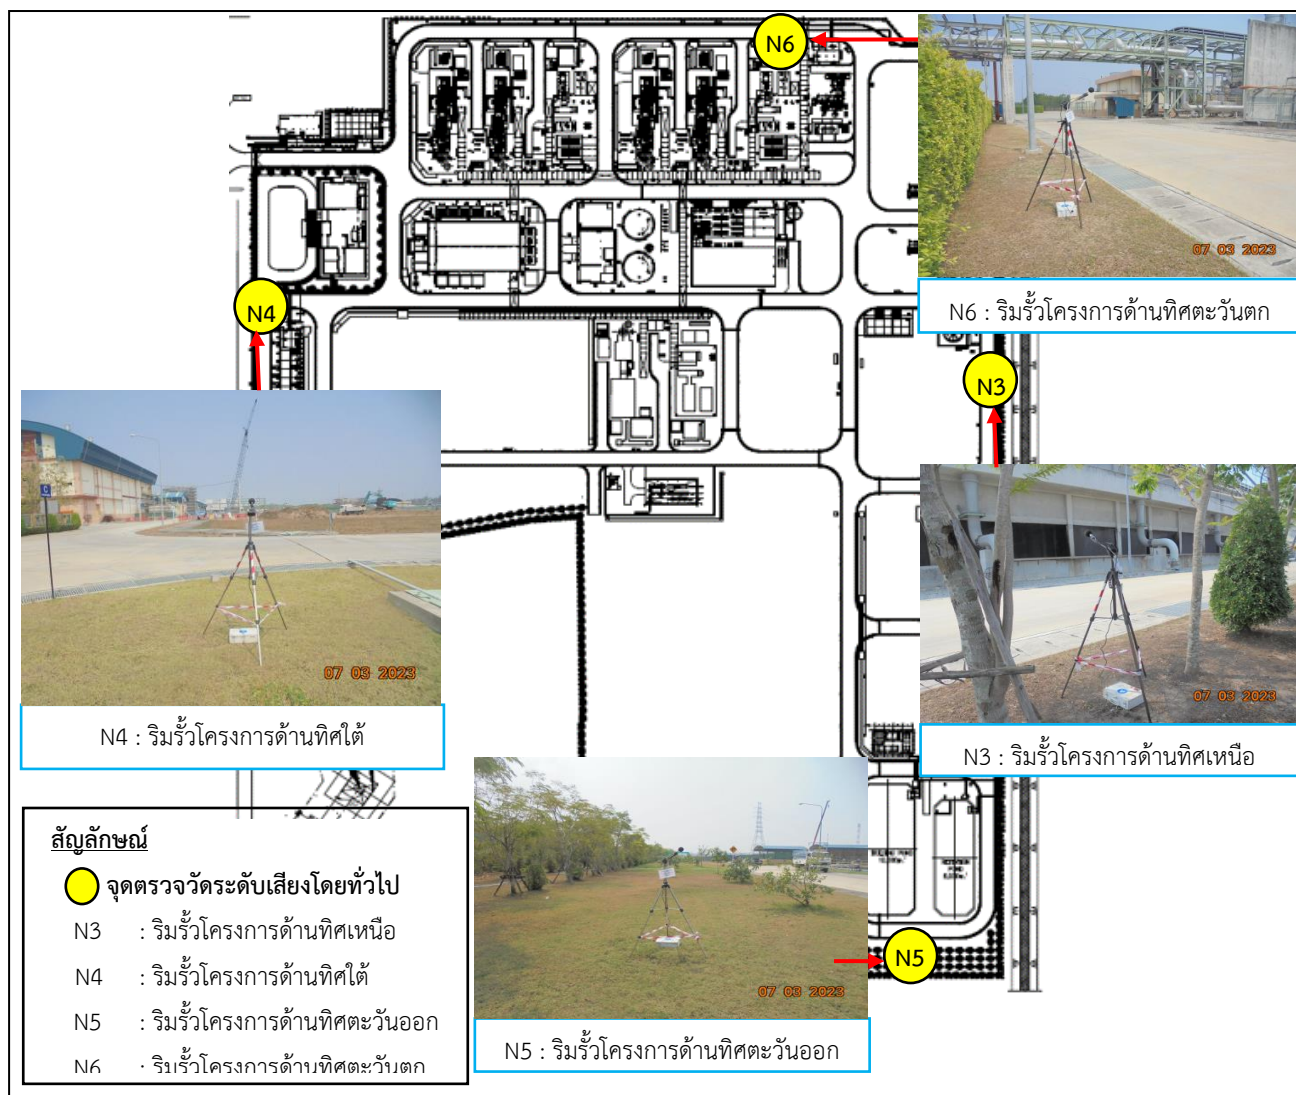 N6
07 03 2023
N6 : ริมรั้วโครงการด้านทิศตะวันตก
N4
N3
C
07 03 2023
N4 : ริมรั้วโครงการด้านทิศใต้
07 03 2023
N3 : ริมรั้วโครงการด้านทิศเหนือ
สัญลักษณ์
จุดตรวจวัดระดับเสียงโดยทั่วไป
N3 : ริมรั้วโครงการด้านทิศเหนือ
N4 : ริมรั้วโครงการด้านทิศใต้
N5 : ริมรั้วโครงการด้านทิศตะวันออก
N6 : ริมรั้วโครงการด้านทิศตะวันตก
07 03 2023
N5
N5 : ริมรั้วโครงการด้านทิศตะวันออก